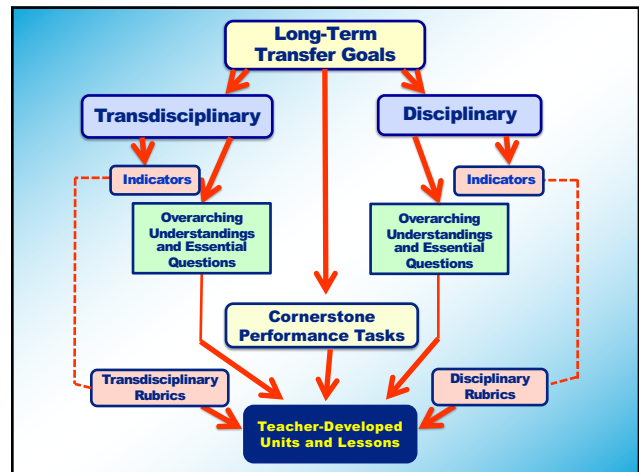 Long-Term
Transfer Goals
Transdisciplinary
Disciplinary
Indicators
Indicators
Overarching
Understandings
and Essential
Questions
Overarching
Understandings
and Essential
Questions
Cornerstone
Performance Tasks
Transdisciplinary
Rubrics
Disciplinary
Rubrics
Teacher-Developed
Units and Lessons